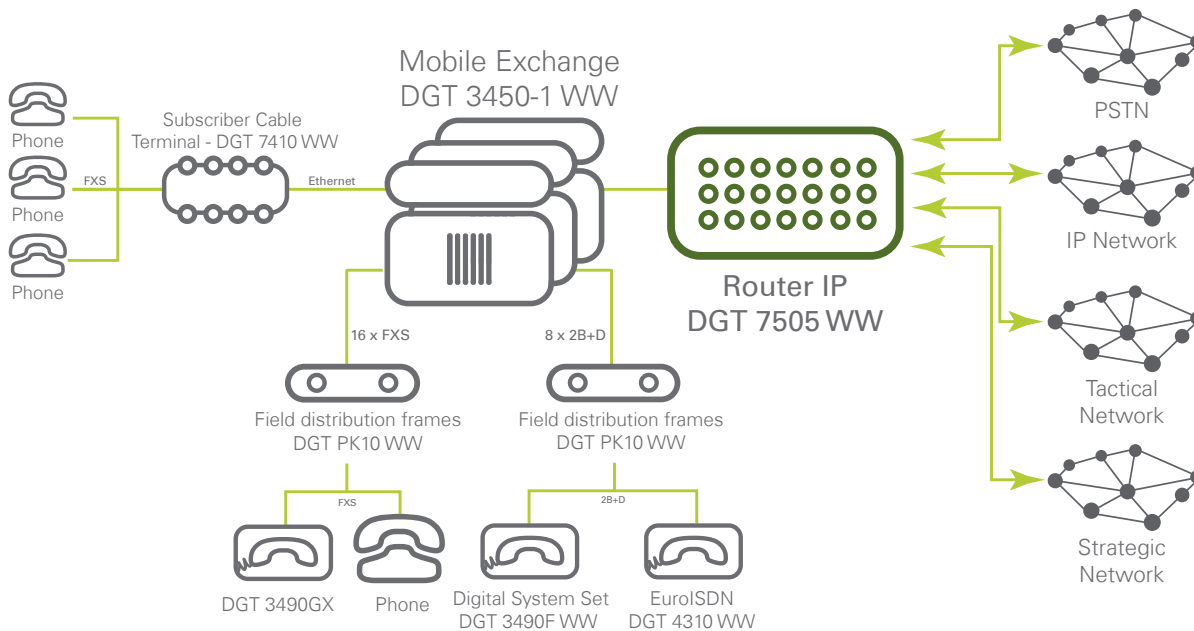 Mobile Exchange
DGT 3450-1 WW
Subscriber Cable
Terminal - DGT 7410 WW
Phone
FXS
Ethernet
Phone
Phone
PSTN
IP Network
Router IP
DGT 7505 WW
16 x FXS
8 x 2B+D
Field distribution frames
DGT PK10 WW
Field distribution frames
DGT PK10 WW
Tactical
Network
FXS
2B+D
DGT 3490GX
Phone
Digital System Set
DGT 3490F WW
EuroISDN
DGT 4310 WW
Strategic
Network